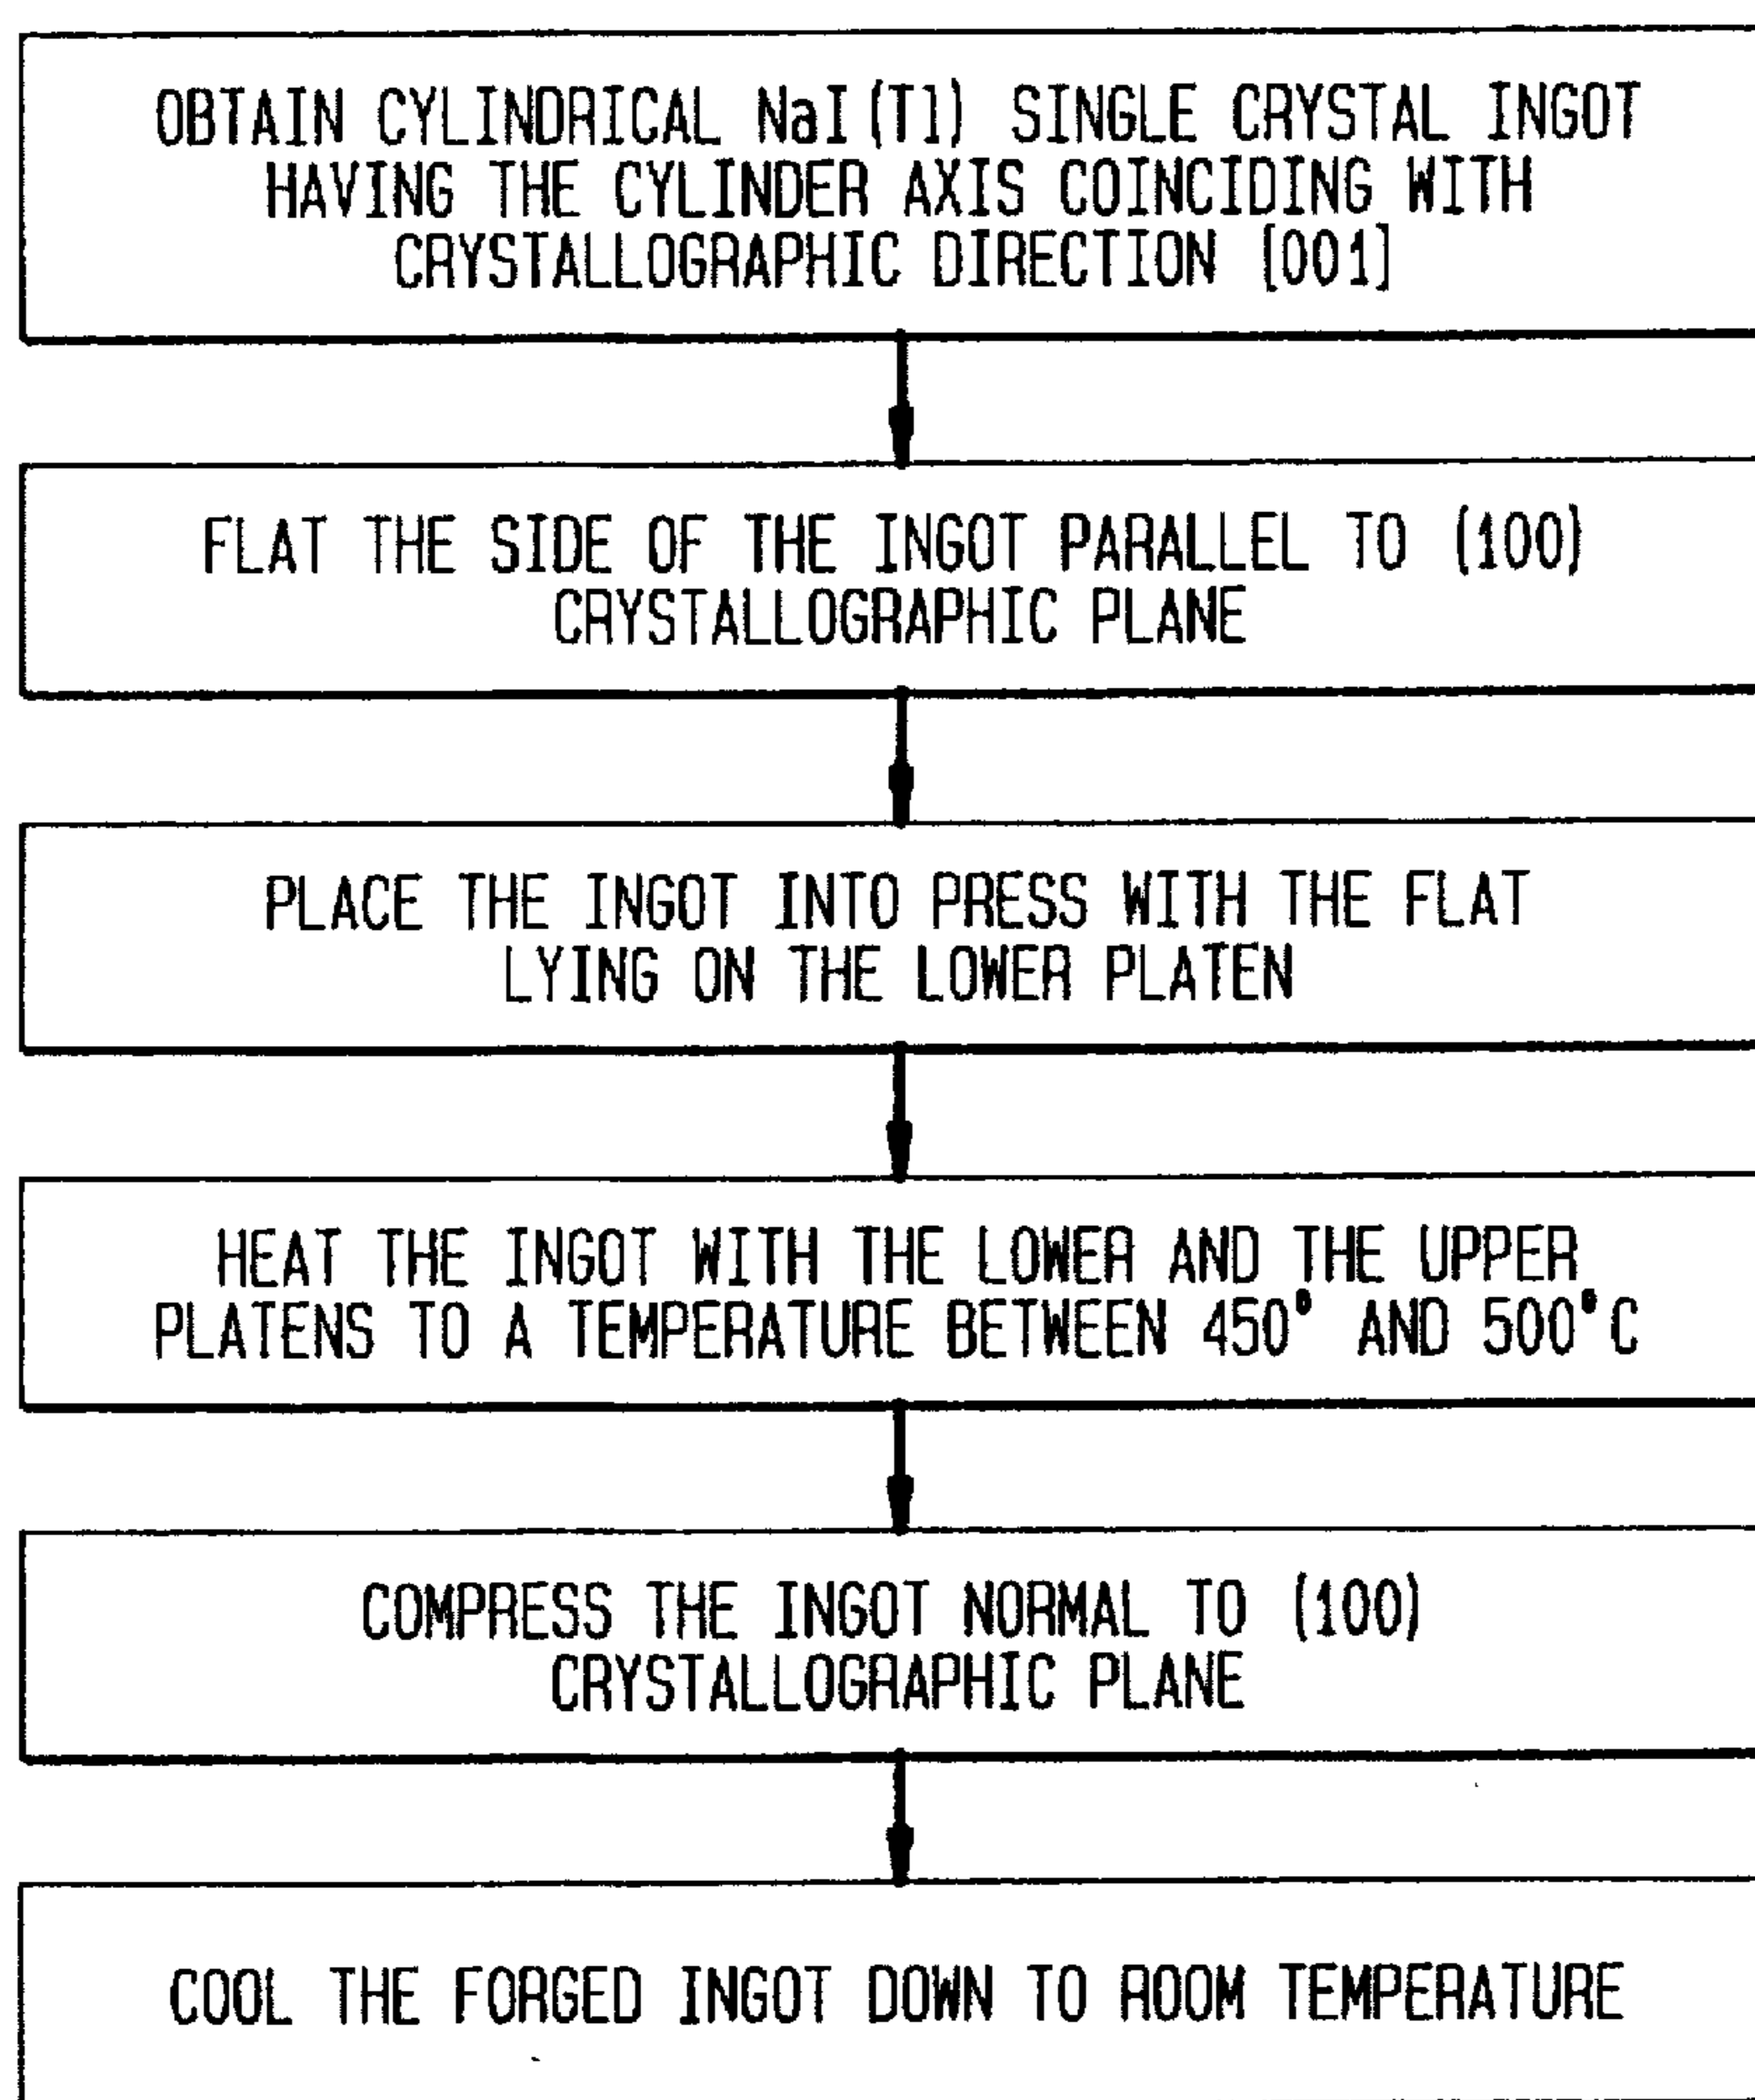 OBTAIN CYLINDRICAL NaI(Tl) SINGLE CRYSTAL INGOT
HAVING THE CYLINDER AXIS COINCIDING WITH
CRYSTALLOGRAPHIC DIRECTION [001]
FLAT THE SIDE OF THE INGOT PARALLEL TO (100)
CRYSTALLOGRAPHIC PLANE
PLACE THE INGOT INTO PRESS WITH THE FLAT
LYING ON THE LOWER PLATEN
HEAT THE INGOT WITH THE LOWER AND THE UPPER
PLATENS TO A TEMPERATURE BETWEEN 450° AND 500°C
COMPRESS THE INGOT NORMAL TO (100)
CRYSTALLOGRAPHIC PLANE
COOL THE FORGED INGOT DOWN TO ROOM TEMPERATURE